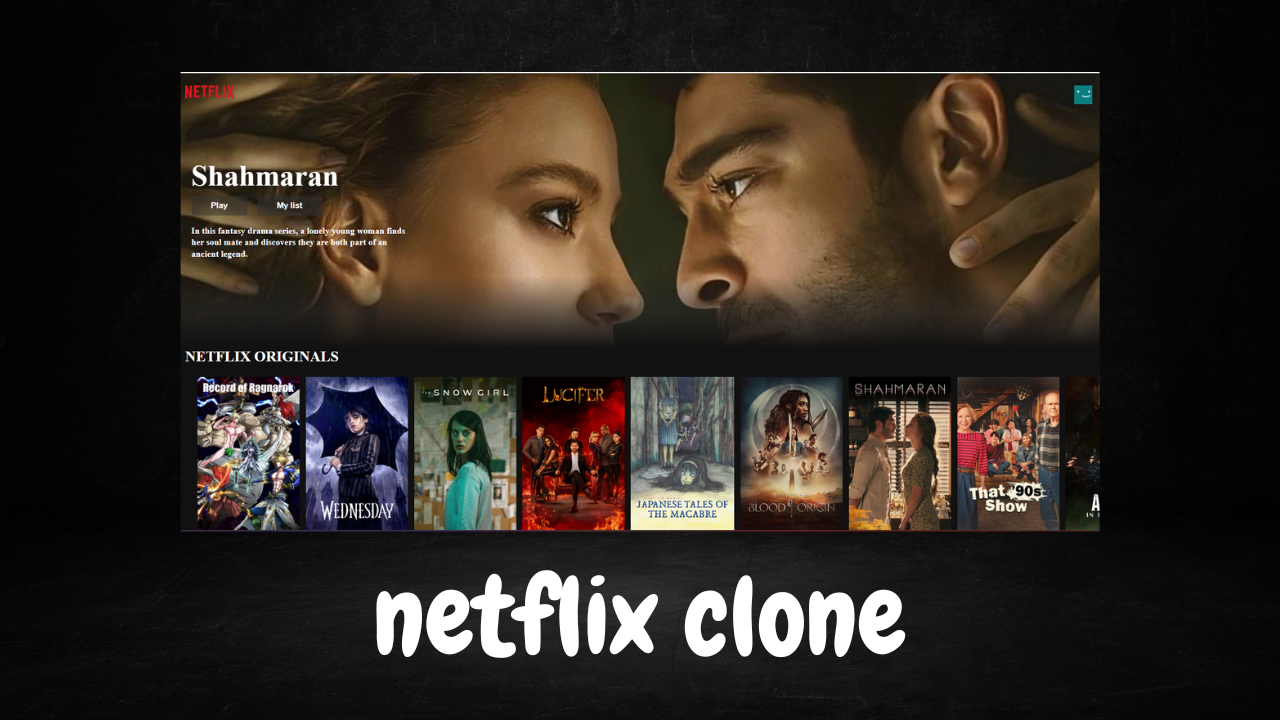 NETFLIX
Shahmaran
Play
My list
In this fantasy drama series, a lonely young woman finds
her soul mate and discovers they are both part of an
ancient legend.
NETFLIX ORIGINALS
Record of Ragnarok
WEDNESDAY
SNOW GIRL
LUCIFER
JAPANESE TALES OF
THE MACABRE
BLOOD ORIGIN
SHAHMARAN
That '90s
Show
netflix clone